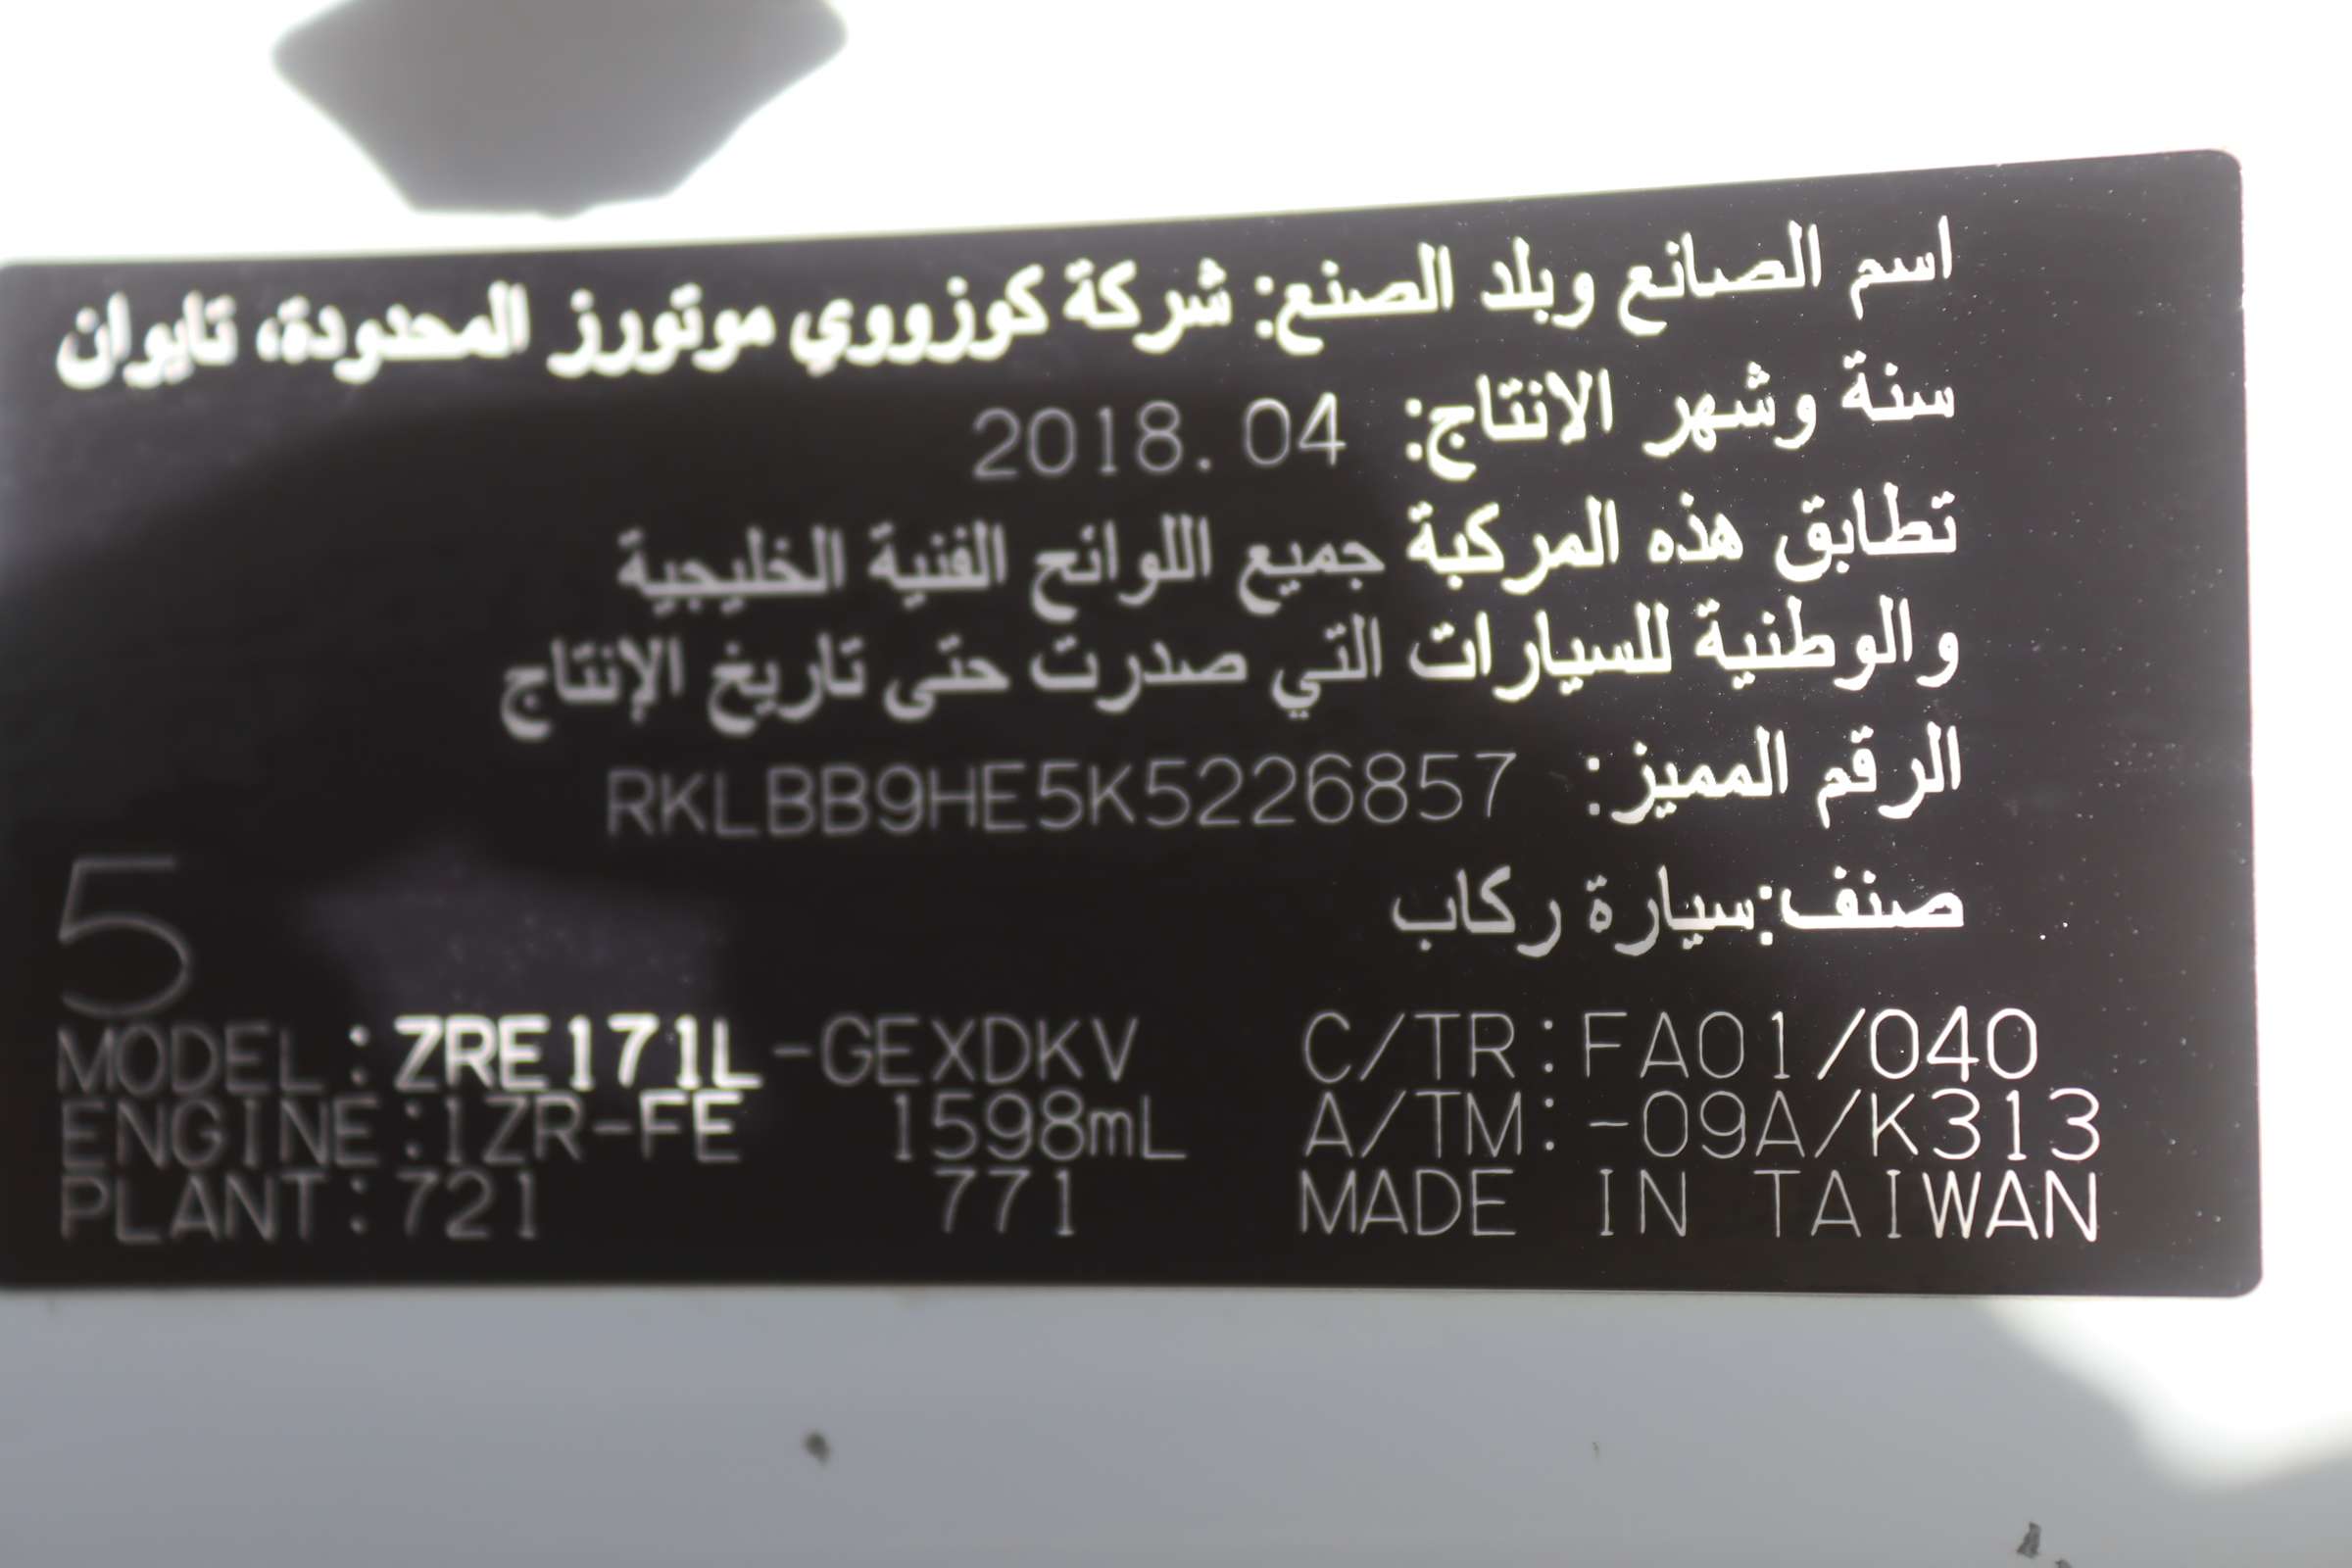 اسم الصانع وبلد الصنع: شركة كوزووي موتورز المحدودة، تايوان
سنة وشهر الانتاج: 2018.04
تطابق هذه المركبة جميع اللوائح الفنية الخليجية
والوطنية للسيارات التي صدرت حتى تاريخ الإنتاج
الرقم المميز: RKLBB9HE5K5226857
صنف:سيارة ركاب
5
MODEL:ZRE171L-GEXDKV C/TR:FA01/040
ENGINE:1ZR-FE 1598mL A/TM:-09A/K313
PLANT:721 771 MADE IN TAIWAN